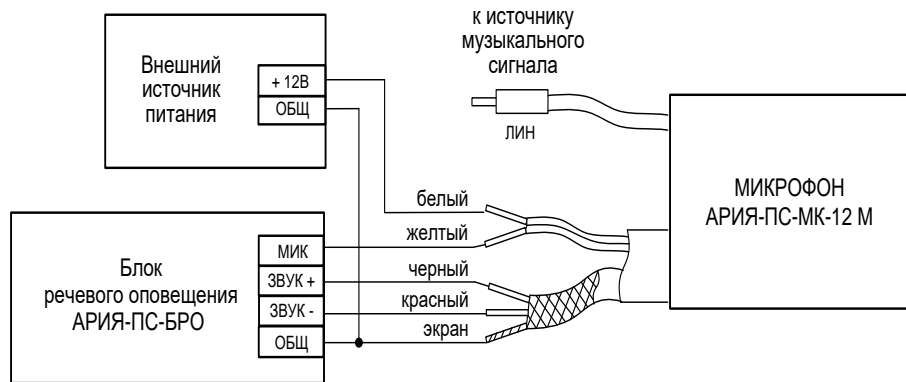 к источнику
музыкального
сигнала
Внешний
источник
питания
+ 12В
ОБЩ
ЛИН
МИКРОФОН
АРИЯ-ПС-МК-12 М
белый
желтый
черный
красный
экран
Блок
речевого оповещения
АРИЯ-ПС-БРО
МИК
ЗВУК +
ЗВУК -
ОБЩ